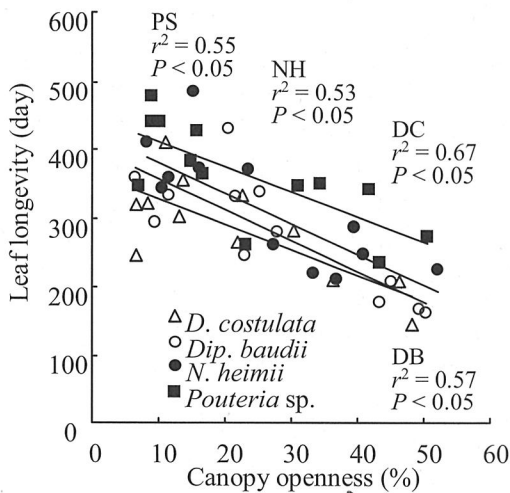 600
500
400
300
200
100
0
Leaf longevity (day)
PS
r² = 0.55
P < 0.05
NH
r² = 0.53
P < 0.05
DC
r² = 0.67
P < 0.05
D. costulata
Dip. baudii
N. heimii
Pouteria sp.
DB
r² = 0.57
P < 0.05
0 10 20 30 40 50 60
Canopy openness (%)